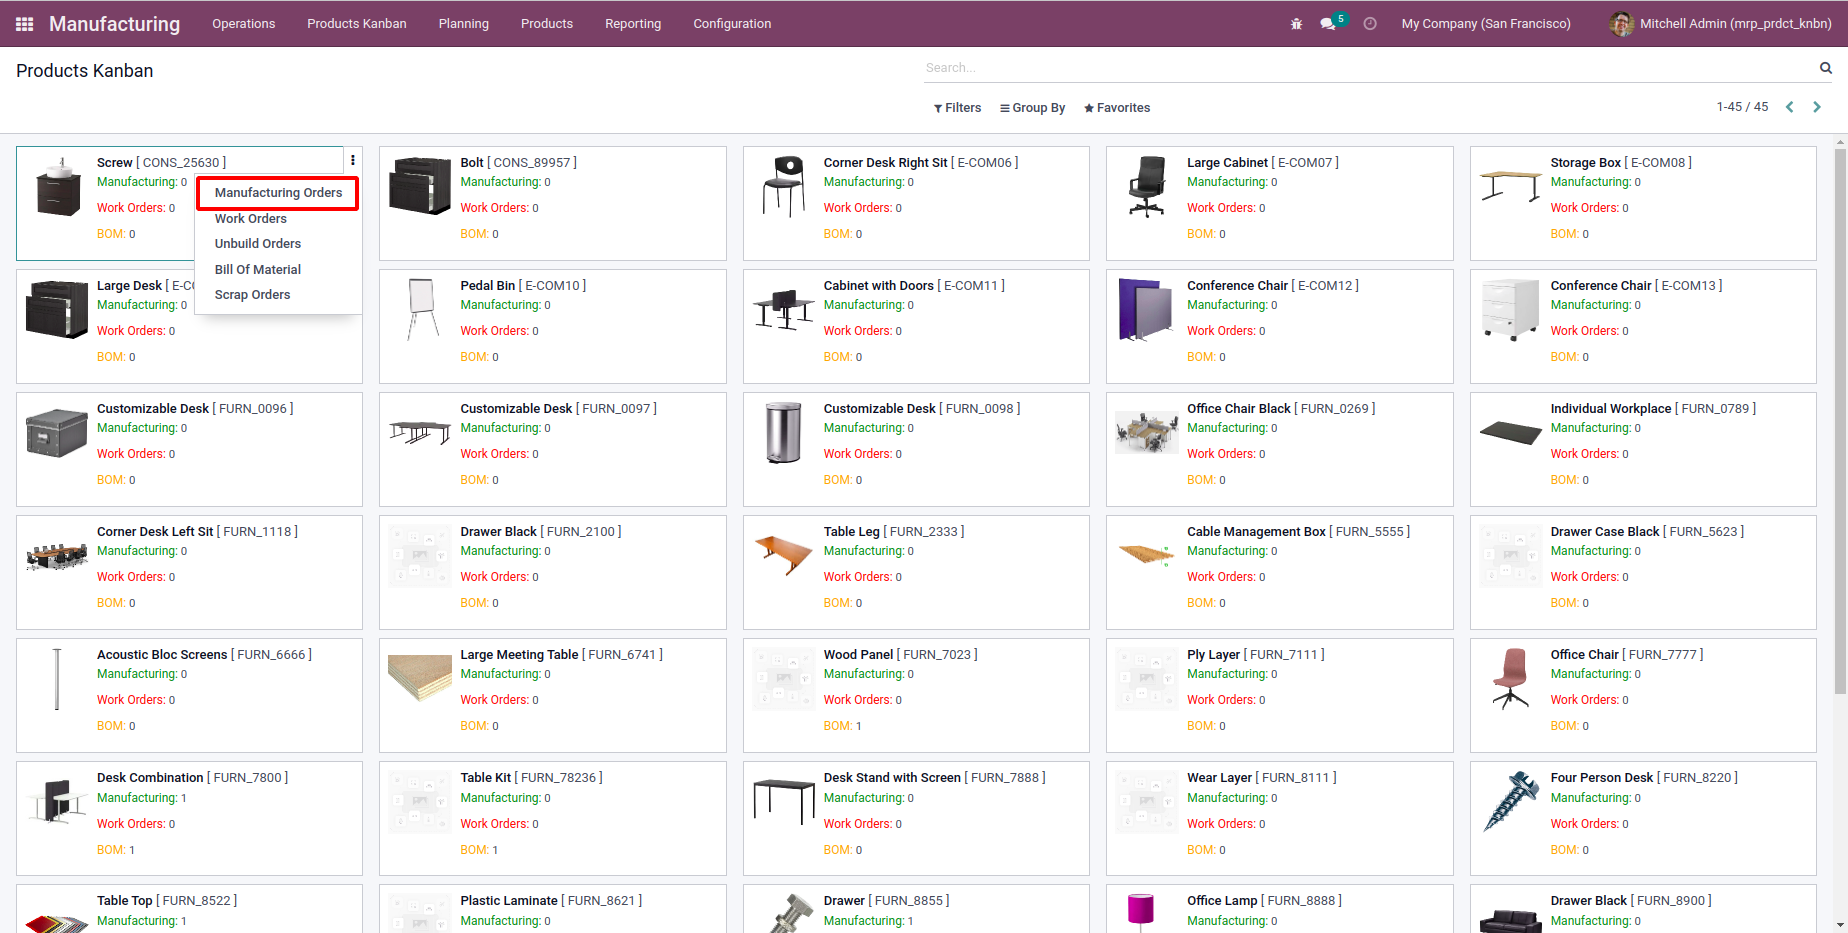 Manufacturing Operations Products Kanban Planning Products Reporting Configuration 5 My Company (San Francisco) Mitchell Admin (mrp_prdct_knbn)
Products Kanban
Search...
Filters Group By Favorites 1-45 / 45
Screw [ CONS_25630 ]
Manufacturing: 0
Work Orders: 0
BOM: 0
Manufacturing Orders
Work Orders
Unbuild Orders
Bill Of Material
Scrap Orders
Bolt [ CONS_89957 ]
Manufacturing: 0
Work Orders: 0
BOM: 0
Corner Desk Right Sit [ E-COM06 ]
Manufacturing: 0
Work Orders: 0
BOM: 0
Large Cabinet [ E-COM07 ]
Manufacturing: 0
Work Orders: 0
BOM: 0
Storage Box [ E-COM08 ]
Manufacturing: 0
Work Orders: 0
BOM: 0
Large Desk [ E-CO
Manufacturing: 0
Work Orders: 0
BOM: 0
Pedal Bin [ E-COM10 ]
Manufacturing: 0
Work Orders: 0
BOM: 0
Cabinet with Doors [ E-COM11 ]
Manufacturing: 0
Work Orders: 0
BOM: 0
Conference Chair [ E-COM12 ]
Manufacturing: 0
Work Orders: 0
BOM: 0
Conference Chair [ E-COM13 ]
Manufacturing: 0
Work Orders: 0
BOM: 0
Customizable Desk [ FURN_0096 ]
Manufacturing: 0
Work Orders: 0
BOM: 0
Customizable Desk [ FURN_0097 ]
Manufacturing: 0
Work Orders: 0
BOM: 0
Customizable Desk [ FURN_0098 ]
Manufacturing: 0
Work Orders: 0
BOM: 0
Office Chair Black [ FURN_0269 ]
Manufacturing: 0
Work Orders: 0
BOM: 0
Individual Workplace [ FURN_0789 ]
Manufacturing: 0
Work Orders: 0
BOM: 0
Corner Desk Left Sit [ FURN_1118 ]
Manufacturing: 0
Work Orders: 0
BOM: 0
Drawer Black [ FURN_2100 ]
Manufacturing: 0
Work Orders: 0
BOM: 0
Table Leg [ FURN_2333 ]
Manufacturing: 0
Work Orders: 0
BOM: 0
Cable Management Box [ FURN_5555 ]
Manufacturing: 0
Work Orders: 0
BOM: 0
Drawer Case Black [ FURN_5623 ]
Manufacturing: 0
Work Orders: 0
BOM: 0
Acoustic Bloc Screens [ FURN_6666 ]
Manufacturing: 0
Work Orders: 0
BOM: 0
Large Meeting Table [ FURN_6741 ]
Manufacturing: 0
Work Orders: 0
BOM: 0
Wood Panel [ FURN_7023 ]
Manufacturing: 0
Work Orders: 0
BOM: 1
Ply Layer [ FURN_7111 ]
Manufacturing: 0
Work Orders: 0
BOM: 0
Office Chair [ FURN_7777 ]
Manufacturing: 0
Work Orders: 0
BOM: 0
Desk Combination [ FURN_7800 ]
Manufacturing: 1
Work Orders: 0
BOM: 1
Table Kit [ FURN_78236 ]
Manufacturing: 0
Work Orders: 0
BOM: 1
Desk Stand with Screen [ FURN_7888 ]
Manufacturing: 0
Work Orders: 0
BOM: 0
Wear Layer [ FURN_8111 ]
Manufacturing: 0
Work Orders: 0
BOM: 0
Four Person Desk [ FURN_8220 ]
Manufacturing: 0
Work Orders: 0
BOM: 0
Table Top [ FURN_8522 ]
Manufacturing: 1
Plastic Laminate [ FURN_8621 ]
Manufacturing: 0
Drawer [ FURN_8855 ]
Manufacturing: 1
Office Lamp [ FURN_8888 ]
Manufacturing: 0
Drawer Black [ FURN_8900 ]
Manufacturing: 0